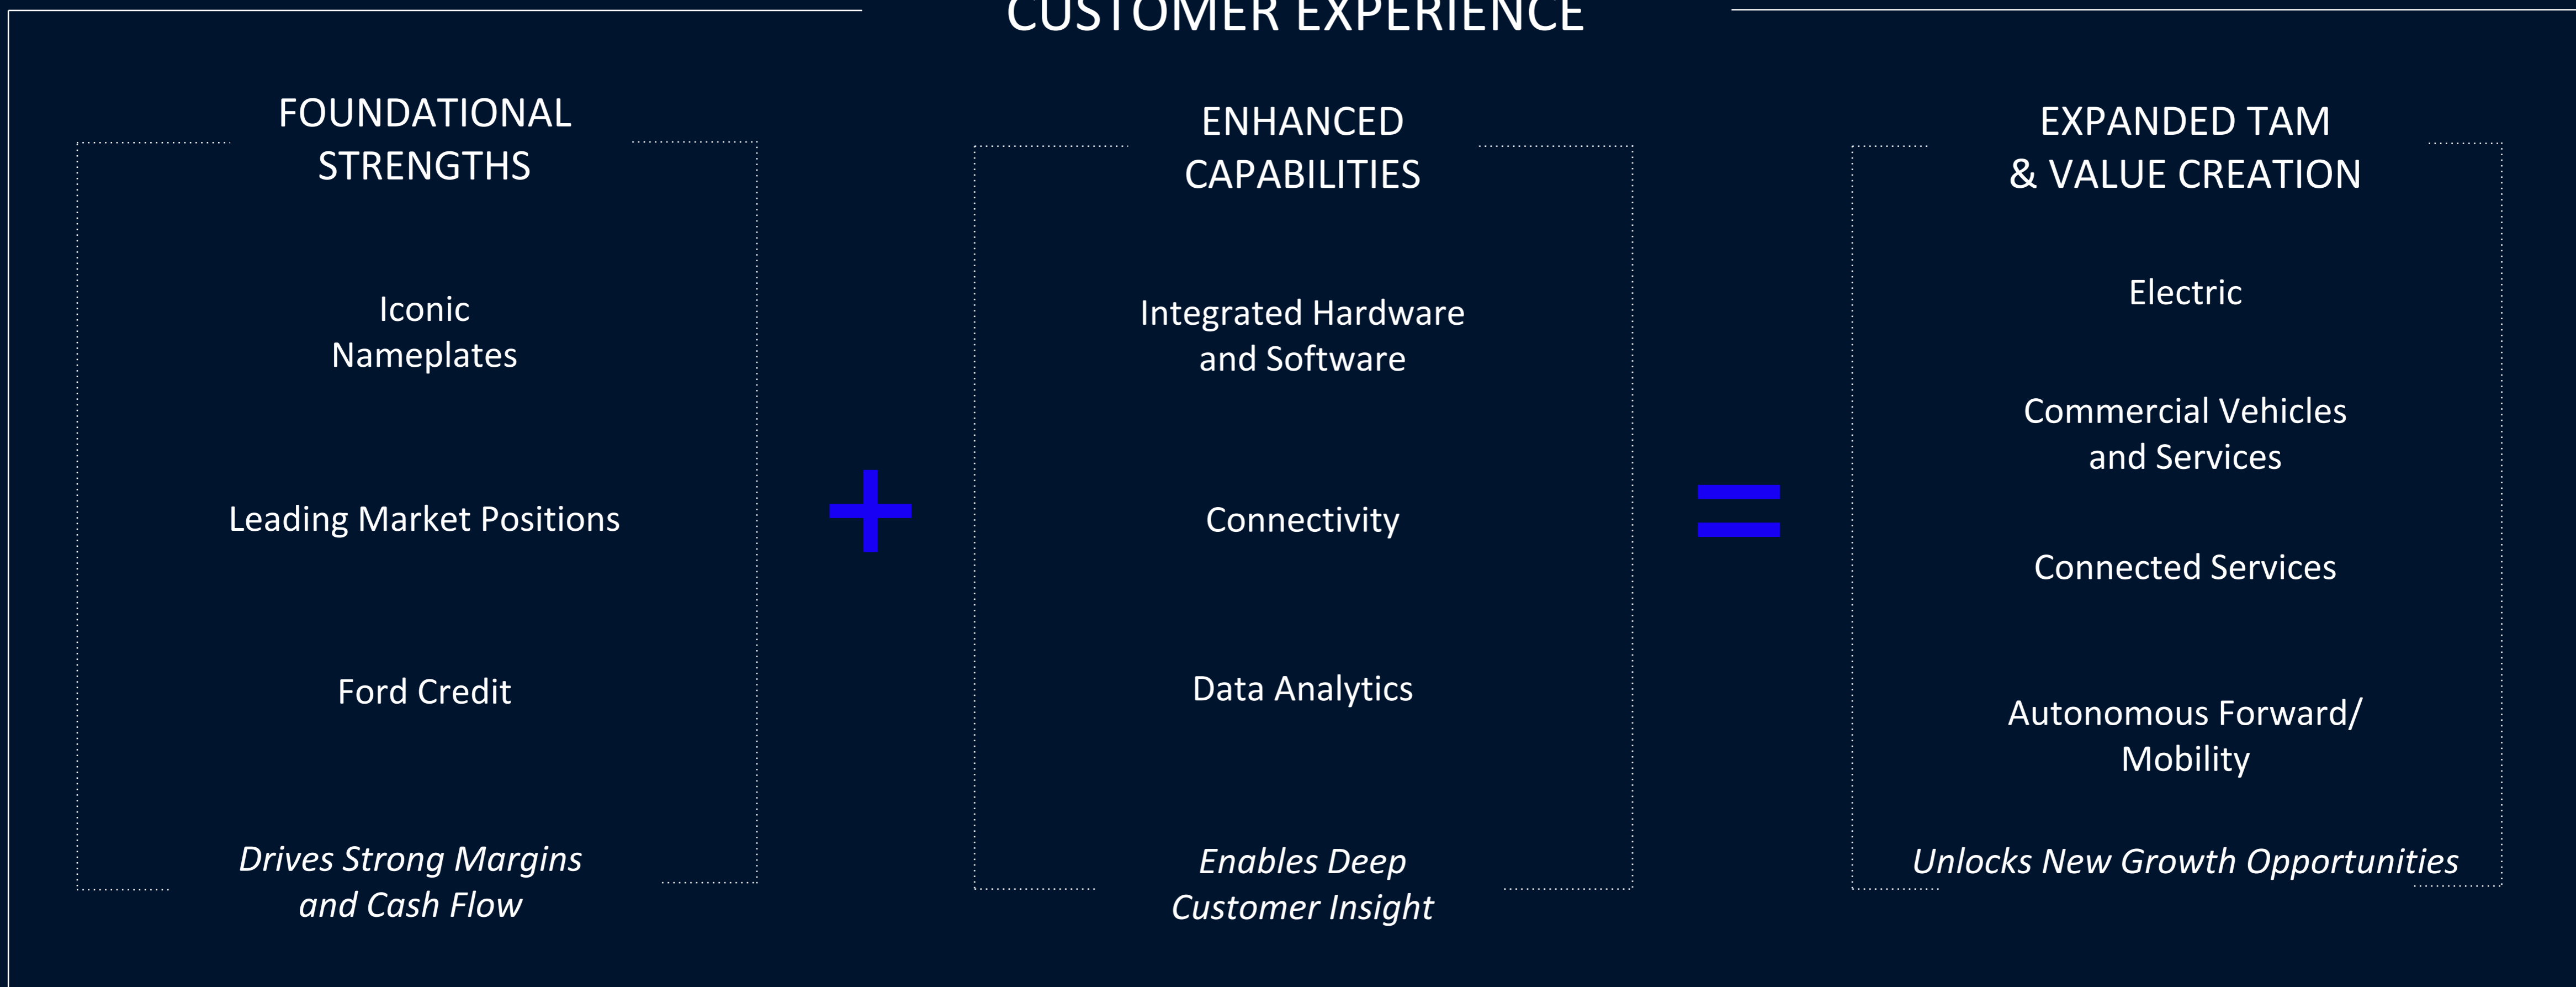 CUSTOMER EXPERIENCE
FOUNDATIONAL
STRENGTHS
Iconic
Nameplates
Leading Market Positions
Ford Credit
Drives Strong Margins
and Cash Flow
+
ENHANCED
CAPABILITIES
Integrated Hardware
and Software
Connectivity
Data Analytics
Enables Deep
Customer Insight
=
EXPANDED TAM
& VALUE CREATION
Electric
Commercial Vehicles
and Services
Connected Services
Autonomous Forward/
Mobility
Unlocks New Growth Opportunities